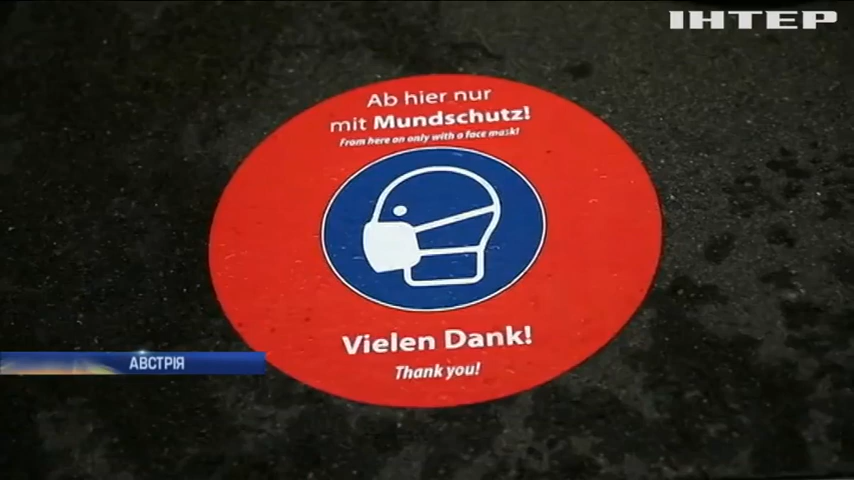 ІНТЕР
Ab hier nur
mit Mundschutz!
From here on only with a face mask!
Vielen Dank!
Thank you!
АВСТРІЯ